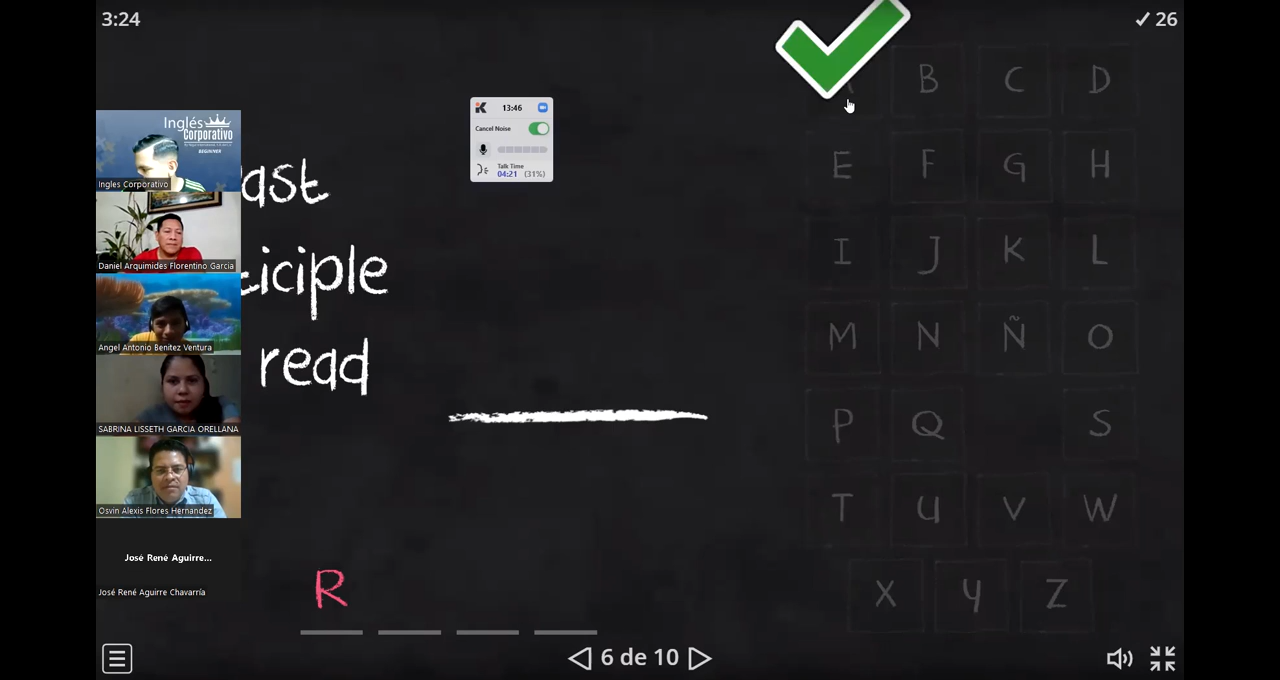 3:24
26
13:46
Cancel Noise
Talk Time
04:21 (31%)
Inglés
Corporativo
BEGINNER
Ingles Corporativo
Daniel Arquimides Florentino Garcia
Angel Antonio Benitez Ventura
SABRINA LISSETH GARCIA ORELLANA
Osvin Alexis Flores Hernandez
José René Aguirre...
José René Aguirre Chavarría
ast
ticiple
read
B C D
E F G H
I J K L
M N Ñ O
P Q S
T U V W
X Y Z
R
6 de 10